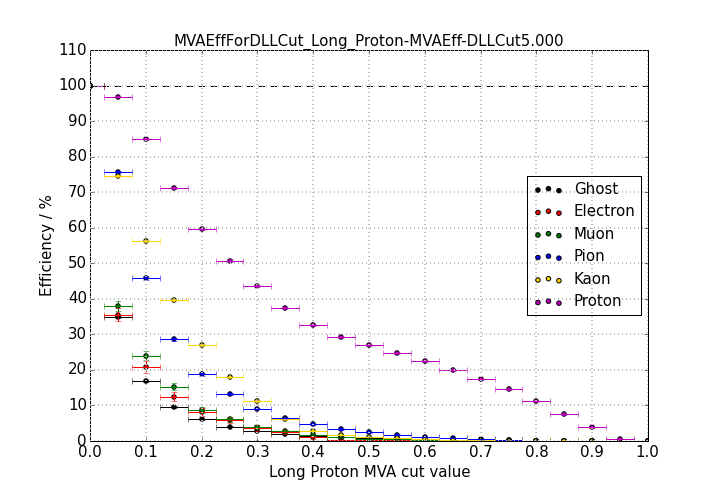 MVAEffForDLLCut_Long_Proton-MVAEff-DLLCut5.000
110
100
90
80
70
60
50
40
30
20
10
0
Efficiency / %
Ghost
Electron
Muon
Pion
Kaon
Proton
0.0 0.1 0.2 0.3 0.4 0.5 0.6 0.7 0.8 0.9 1.0
Long Proton MVA cut value